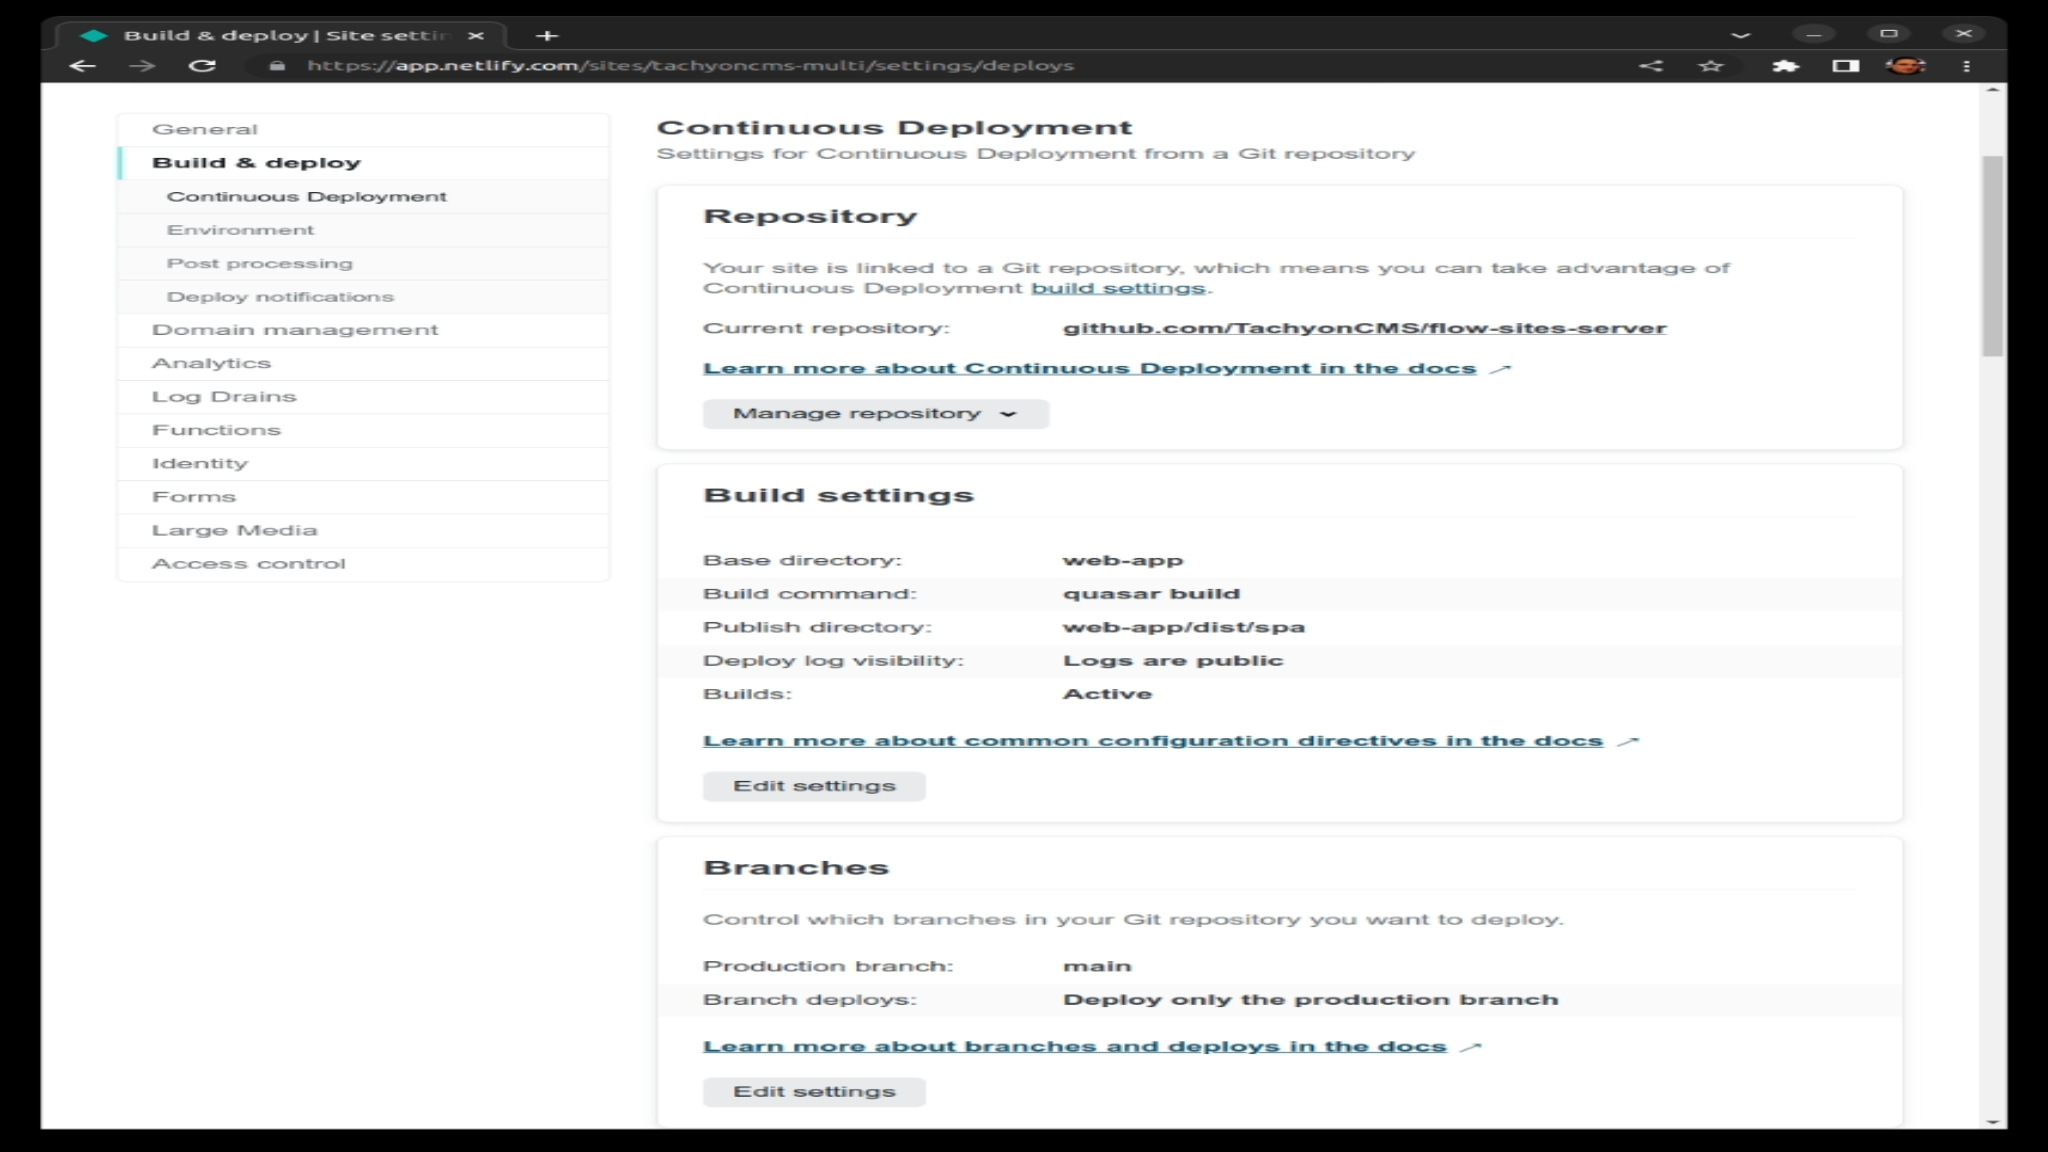 Build & deploy | Site settin
https://app.netlify.com/sites/tachyoncms-multi/settings/deploys
General
Build & deploy
Continuous Deployment
Environment
Post processing
Deploy notifications
Domain management
Analytics
Log Drains
Functions
Identity
Forms
Large Media
Access control
Continuous Deployment
Settings for Continuous Deployment from a Git repository
Repository
Your site is linked to a Git repository, which means you can take advantage of
Continuous Deployment build settings.
Current repository: github.com/TachyonCMS/flow-sites-server
Learn more about Continuous Deployment in the docs
Manage repository
Build settings
Base directory: web-app
Build command: quasar build
Publish directory: web-app/dist/spa
Deploy log visibility: Logs are public
Builds: Active
Learn more about common configuration directives in the docs
Edit settings
Branches
Control which branches in your Git repository you want to deploy.
Production branch: main
Branch deploys: Deploy only the production branch
Learn more about branches and deploys in the docs
Edit settings